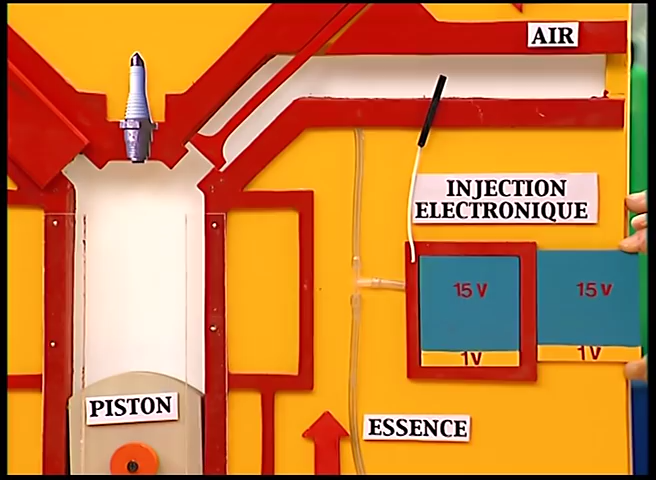 AIR
INJECTION
ELECTRONIQUE
15 V
15 V
1V
1V
PISTON
ESSENCE